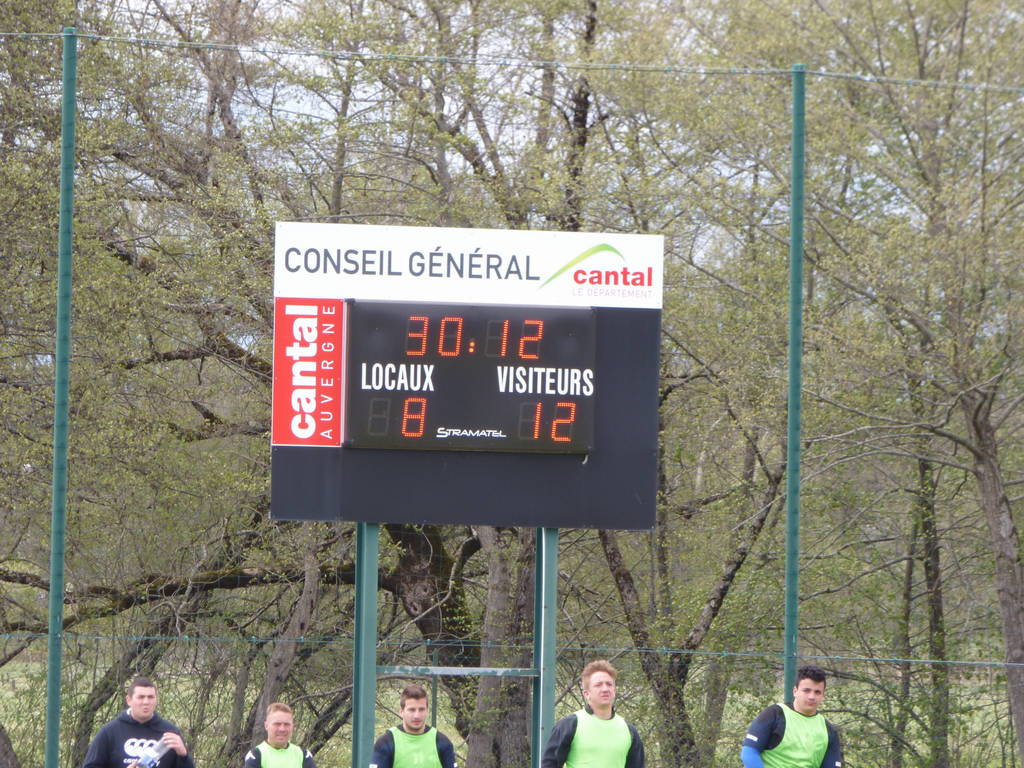 CONSEIL GÉNÉRAL
cantal
LE DÉPARTEMENT
cantal
AUVERGNE
30:12
LOCAUX VISITEURS
8 12
STRAMATEL